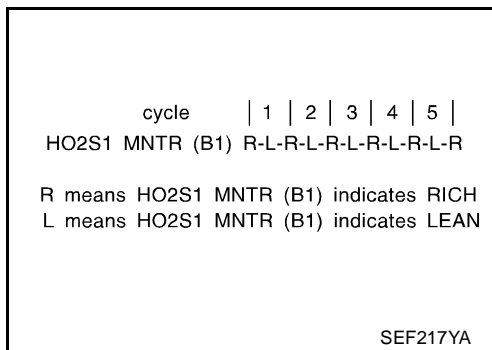 cycle | 1 | 2 | 3 | 4 | 5 |
HO2S1 MNTR (B1) R-L-R-L-R-L-R-L-R-L-R
R means HO2S1 MNTR (B1) indicates RICH
L means HO2S1 MNTR (B1) indicates LEAN
SEF217YA